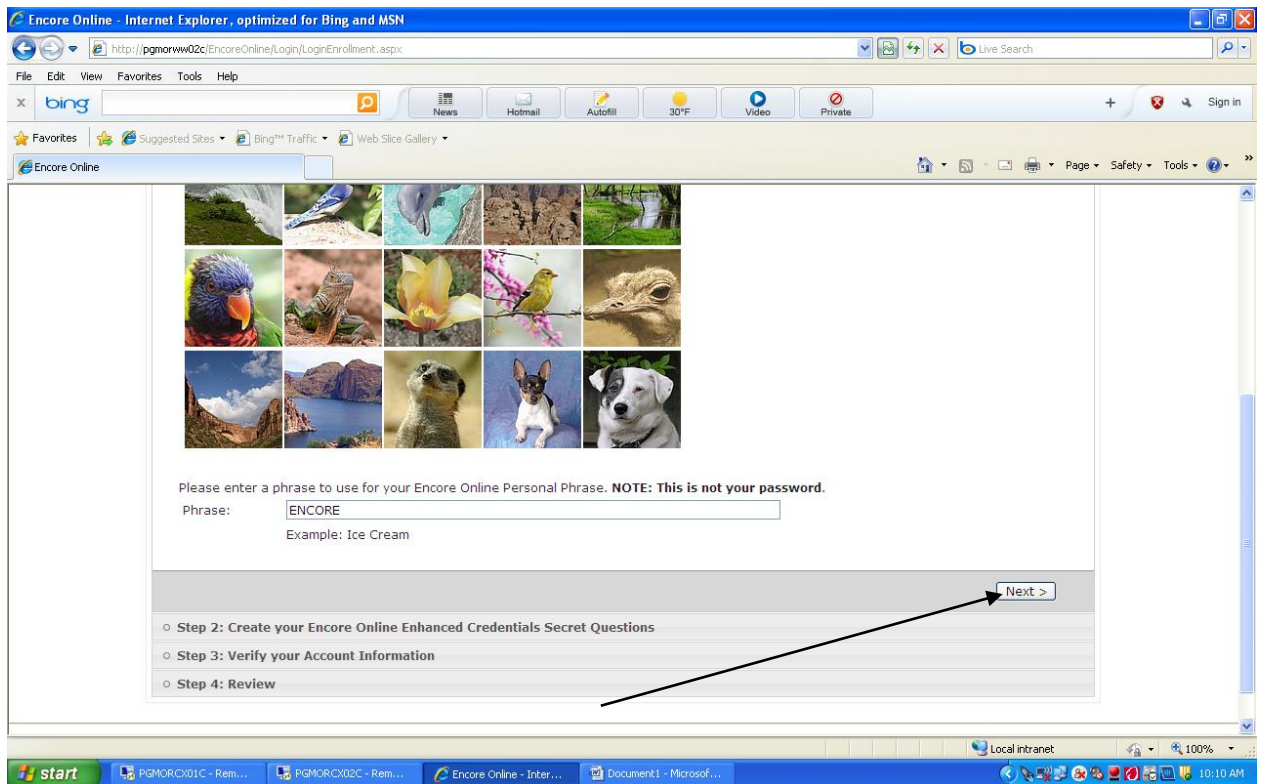 Encore Online - Internet Explorer, optimized for Bing and MSN
http://pgmorww02c/EncoreOnline/Login/LoginEnrollment.aspx
Live Search
File Edit View Favorites Tools Help
x bing News Hotmail Autofill 30°F Video Private + Sign in
Favorites Suggested Sites Bing™ Traffic Web Slice Gallery
Encore Online Page Safety Tools »
Please enter a phrase to use for your Encore Online Personal Phrase. NOTE: This is not your password.
Phrase: ENCORE
Example: Ice Cream
Next >
Step 2: Create your Encore Online Enhanced Credentials Secret Questions
Step 3: Verify your Account Information
Step 4: Review
Local intranet 100%
start PGMORCX01C - Rem... PGMORCX02C - Rem... Encore Online - Inter... Document1 - Microsof... 10:10 AM